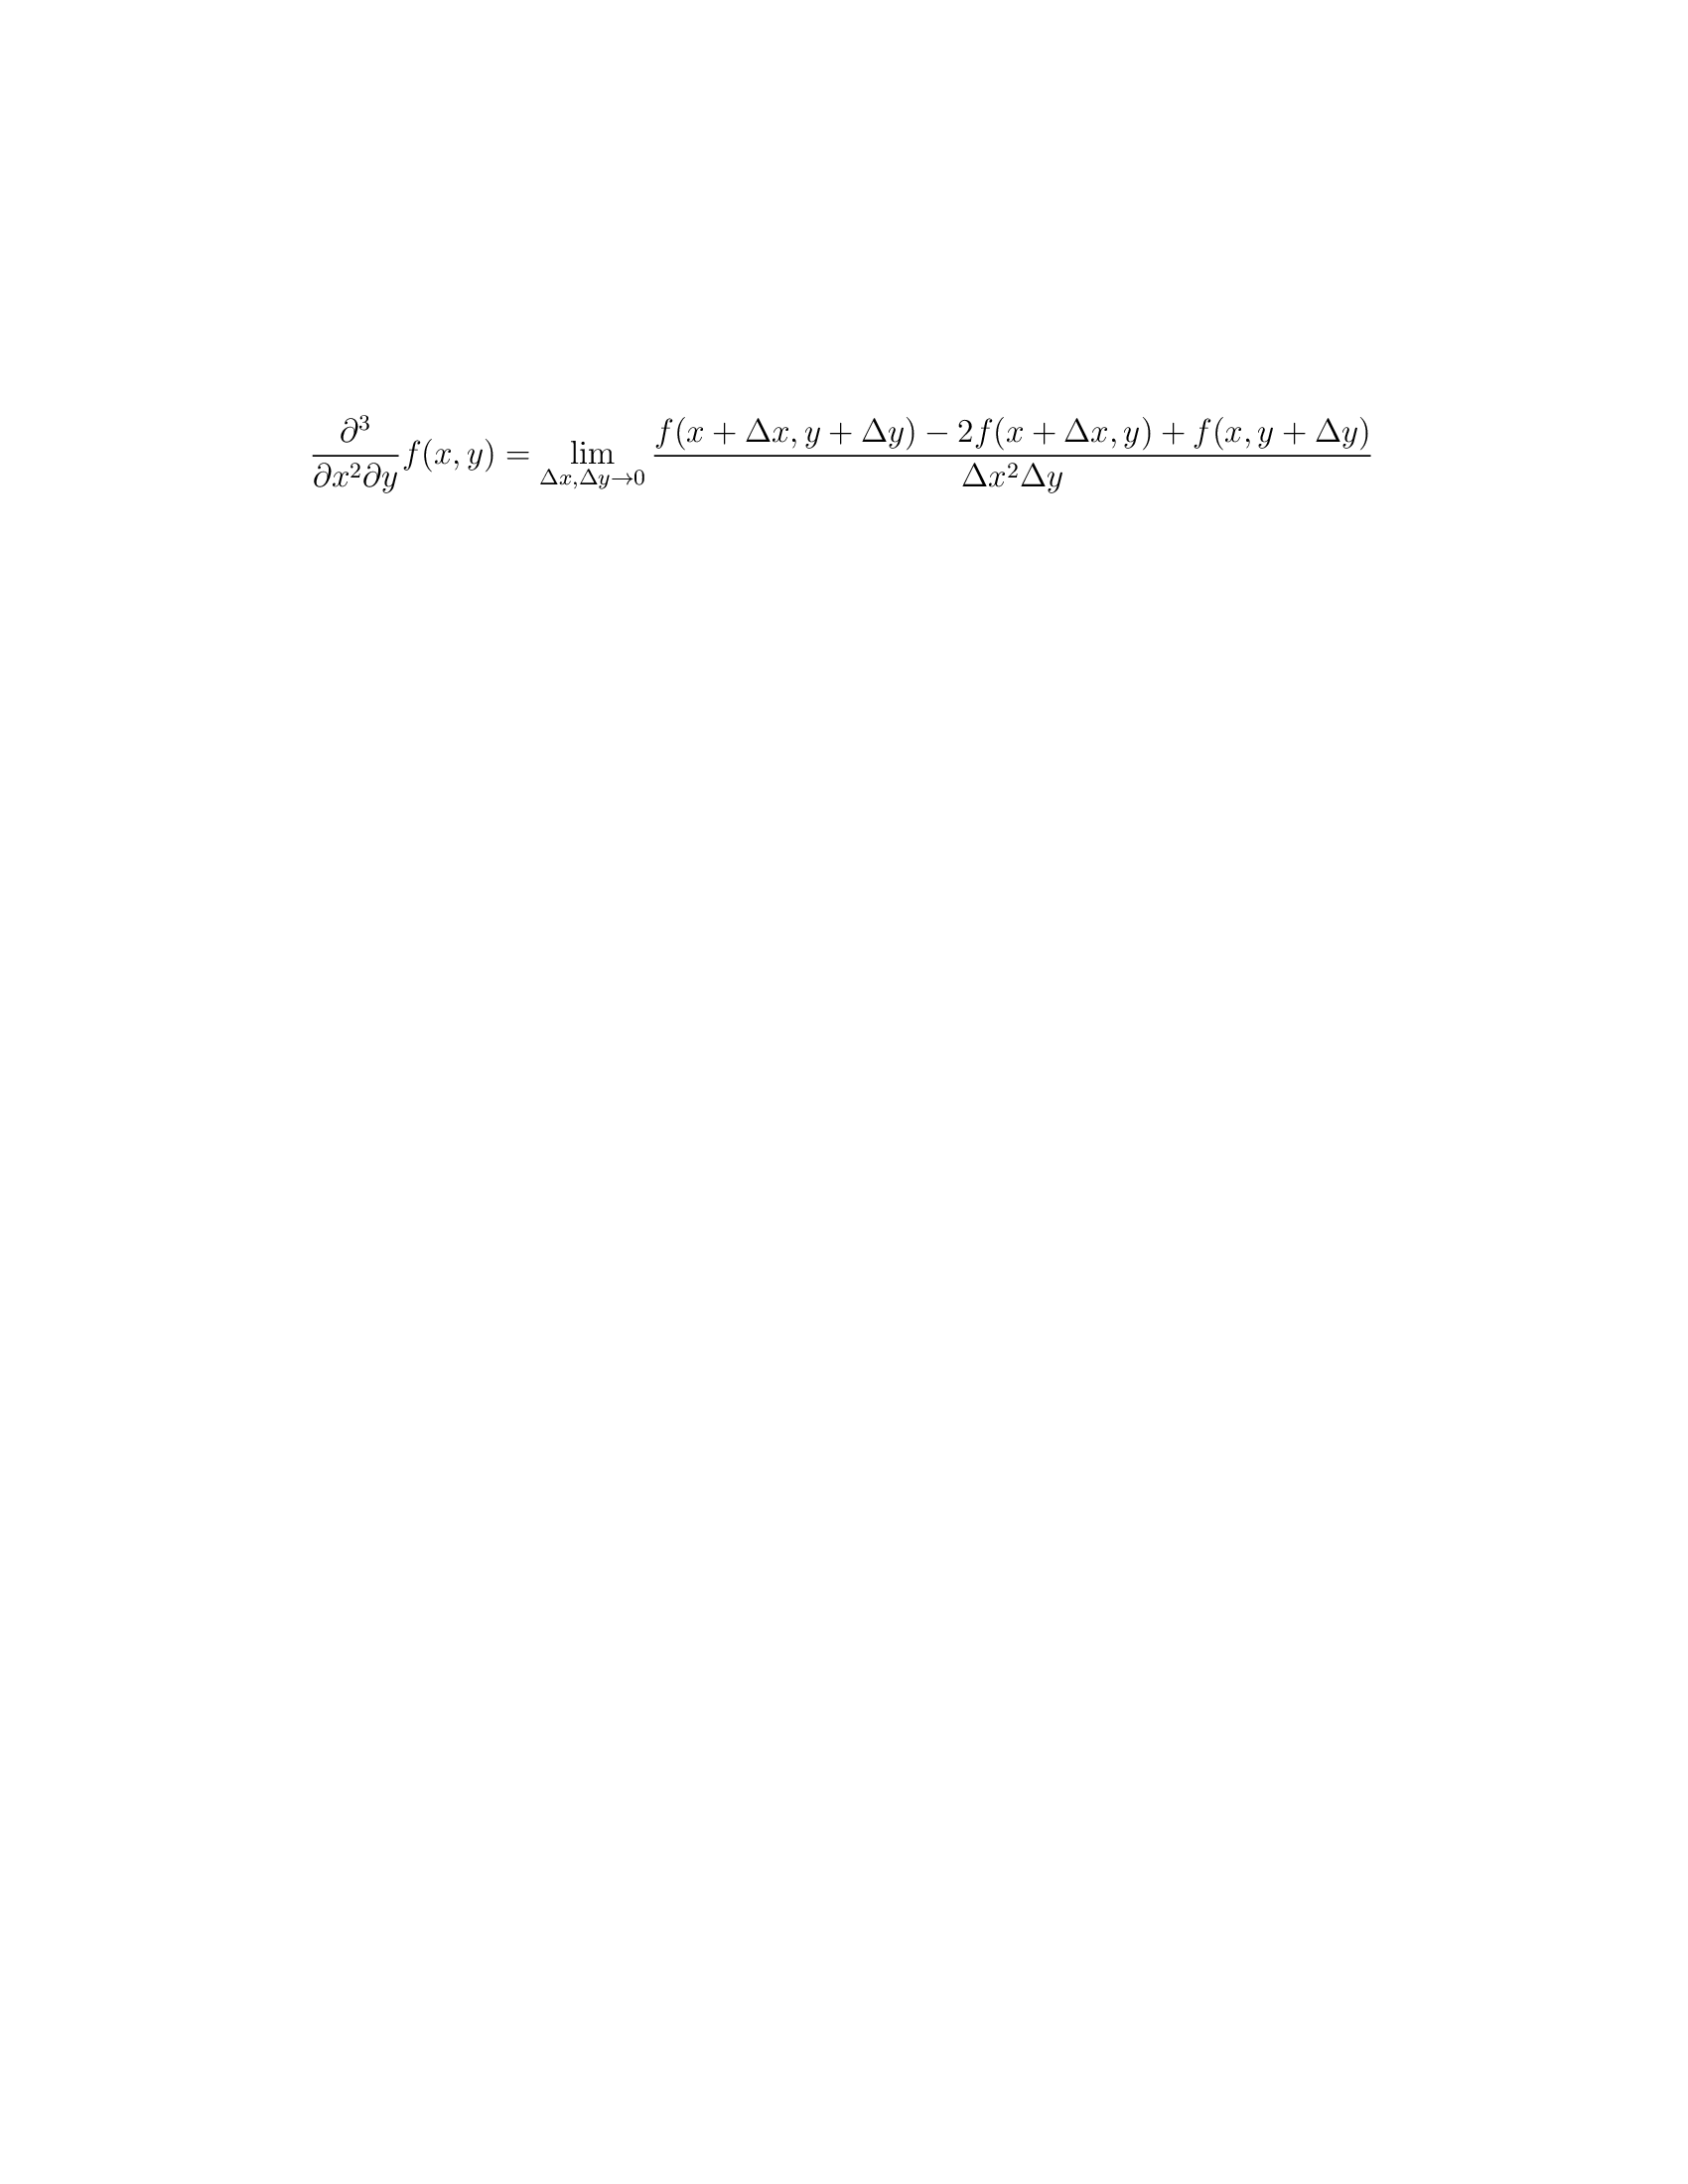 \frac{\partial^3}{\partial x^2 \partial y} f(x, y) = \lim_{\Delta x, \Delta y \to 0} \frac{f(x + \Delta x, y + \Delta y) - 2f(x + \Delta x, y) + f(x, y + \Delta y)}{\Delta x^2 \Delta y}